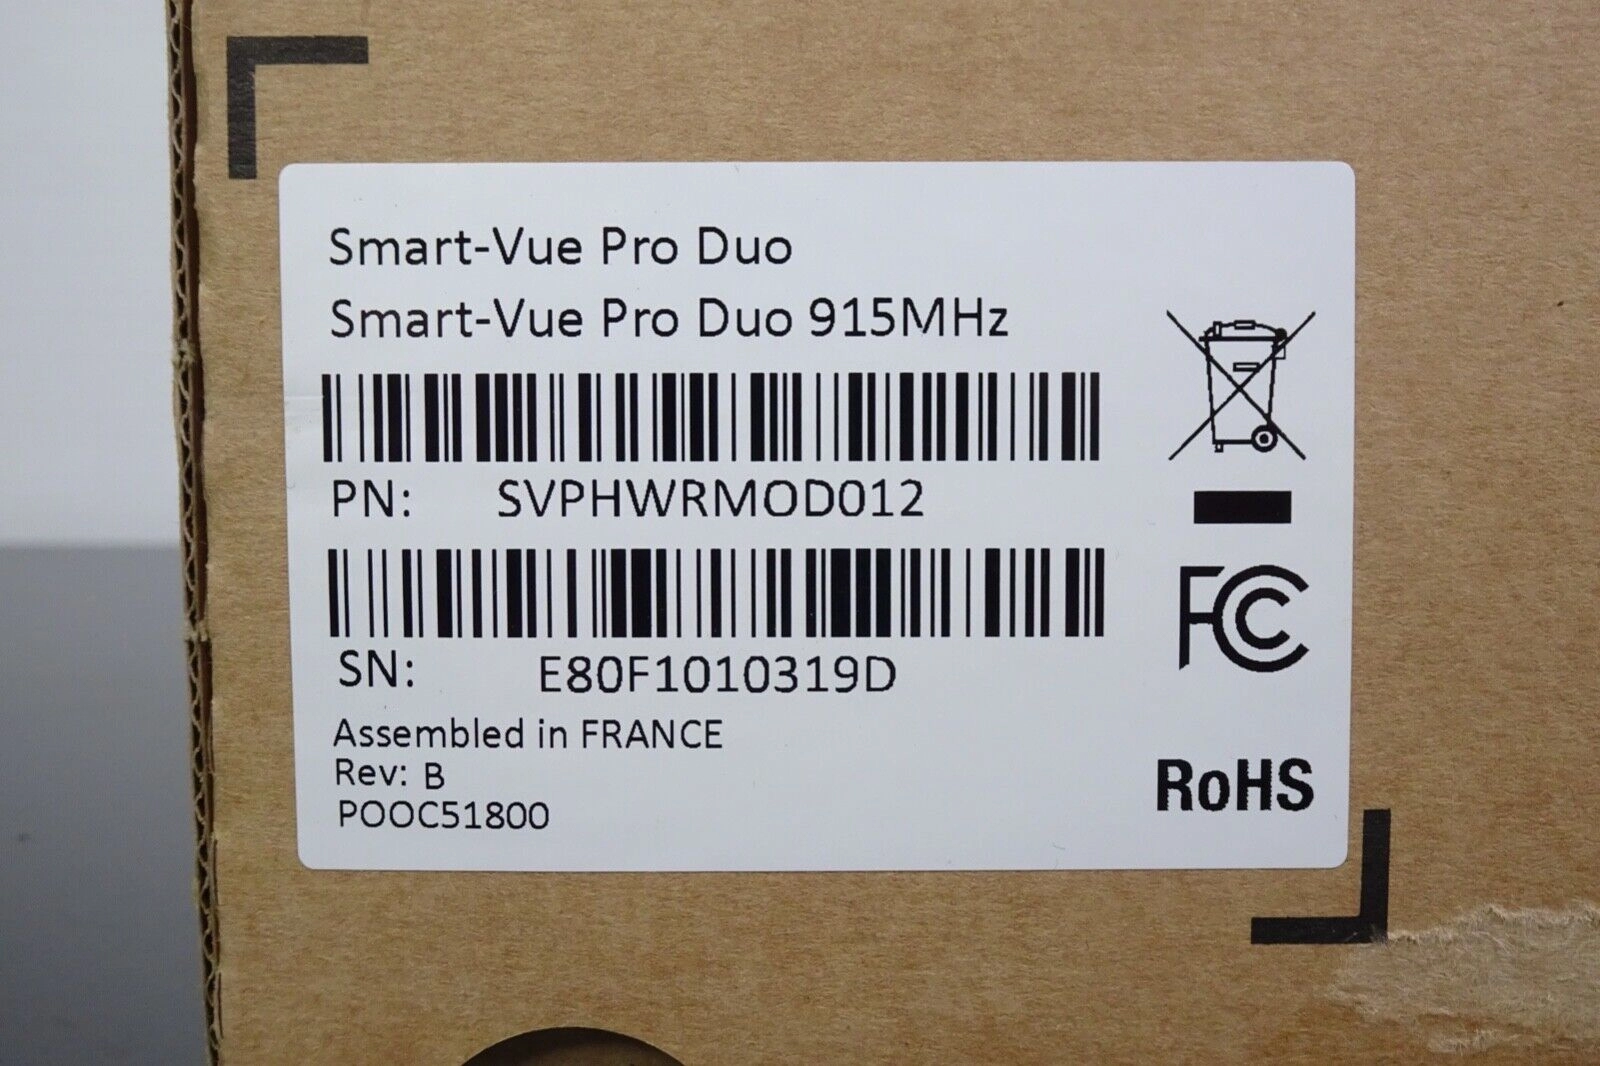 Smart-Vue Pro Duo
Smart-Vue Pro Duo 915MHz
PN: SVPHWRMOD012
SN: E80F1010319D
Assembled in FRANCE
Rev: B
POOC51800
FC
RoHS